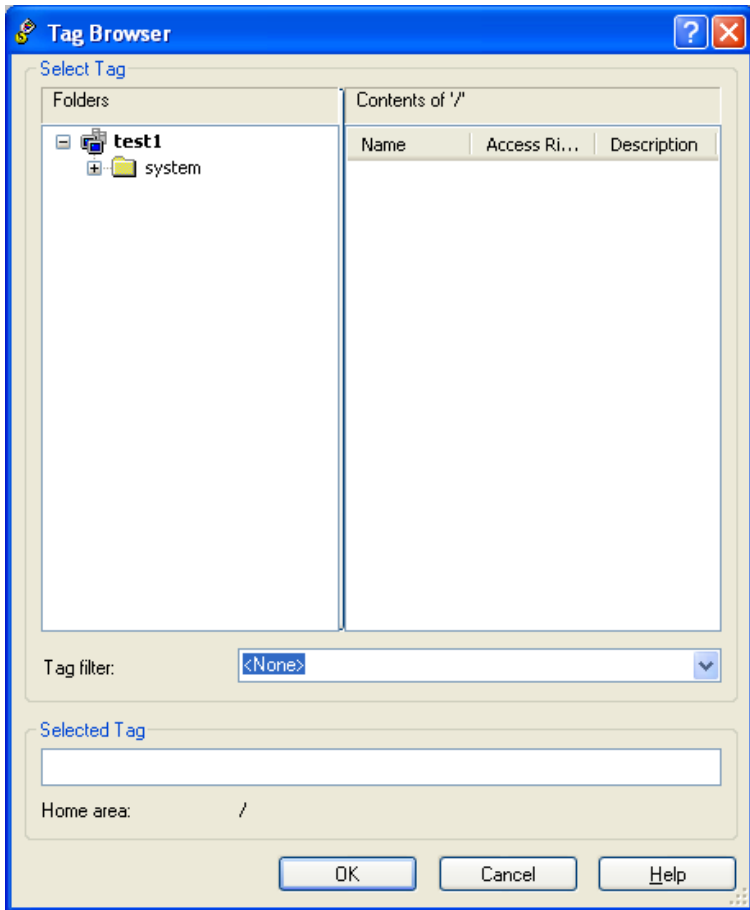 Tag Browser
Select Tag
Folders
Contents of '/'
test1
system
Name Access Ri... Description
Tag filter: <None>
Selected Tag
Home area: /
OK Cancel Help